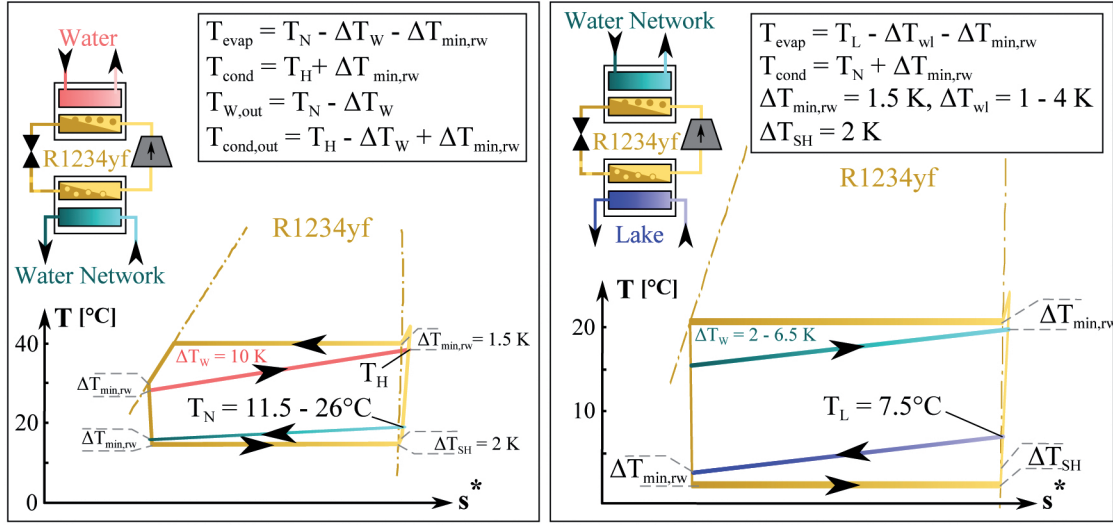 Water
T_evap = T_N - ΔT_W - ΔT_min,rw
T_cond = T_H + ΔT_min,rw
T_W,out = T_N - ΔT_W
T_cond,out = T_H - ΔT_W + ΔT_min,rw
R1234yf
Water Network
R1234yf
T [°C]
40
20
0
ΔT_W = 10 K
ΔT_min,rw = 1.5 K
T_H
ΔT_min,rw
T_N = 11.5 - 26°C
ΔT_min,rw
ΔT_SH = 2 K
s*
Water Network
T_evap = T_L - ΔT_wl - ΔT_min,rw
T_cond = T_N + ΔT_min,rw
ΔT_min,rw = 1.5 K, ΔT_wl = 1 - 4 K
ΔT_SH = 2 K
R1234yf
Lake
R1234yf
T [°C]
20
10
0
ΔT_min,rw
ΔT_W = 2 - 6.5 K
T_L = 7.5°C
ΔT_min,rw
ΔT_SH
s*